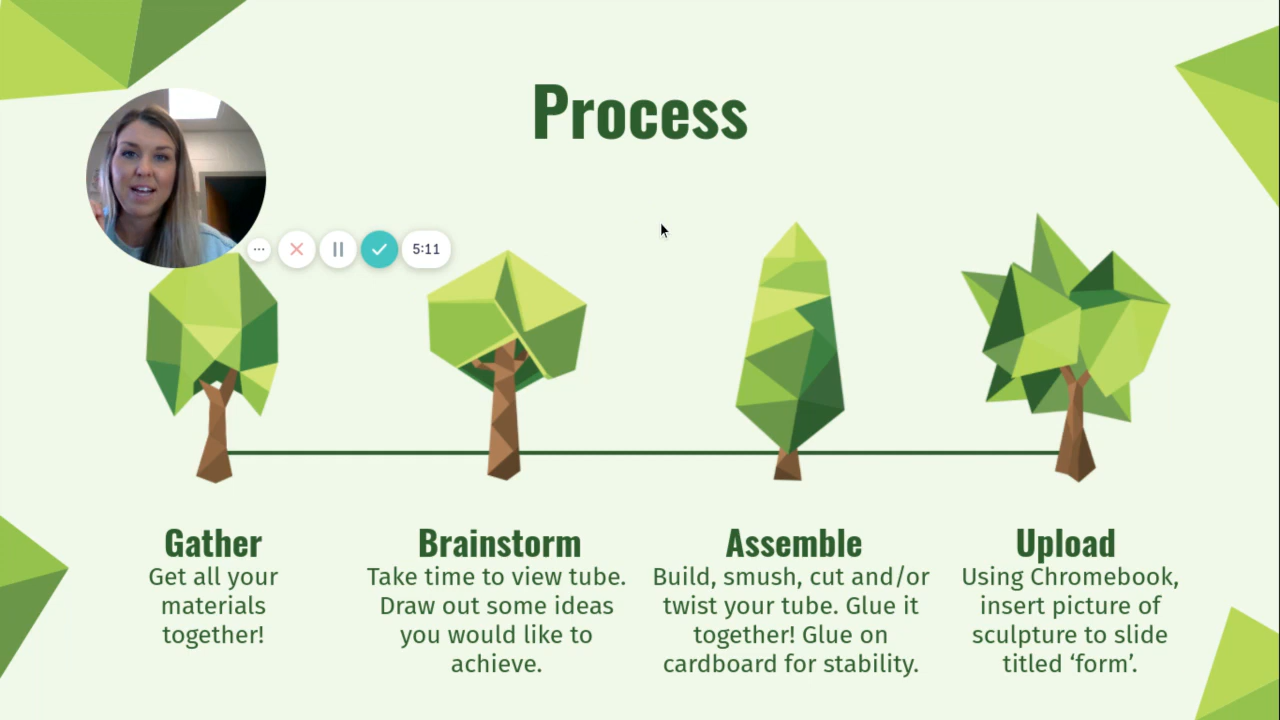 Process
5:11
Gather
Get all your
materials
together!
Brainstorm
Take time to view tube.
Draw out some ideas
you would like to
achieve.
Assemble
Build, smush, cut and/or
twist your tube. Glue it
together! Glue on
cardboard for stability.
Upload
Using Chromebook,
insert picture of
sculpture to slide
titled ‘form’.